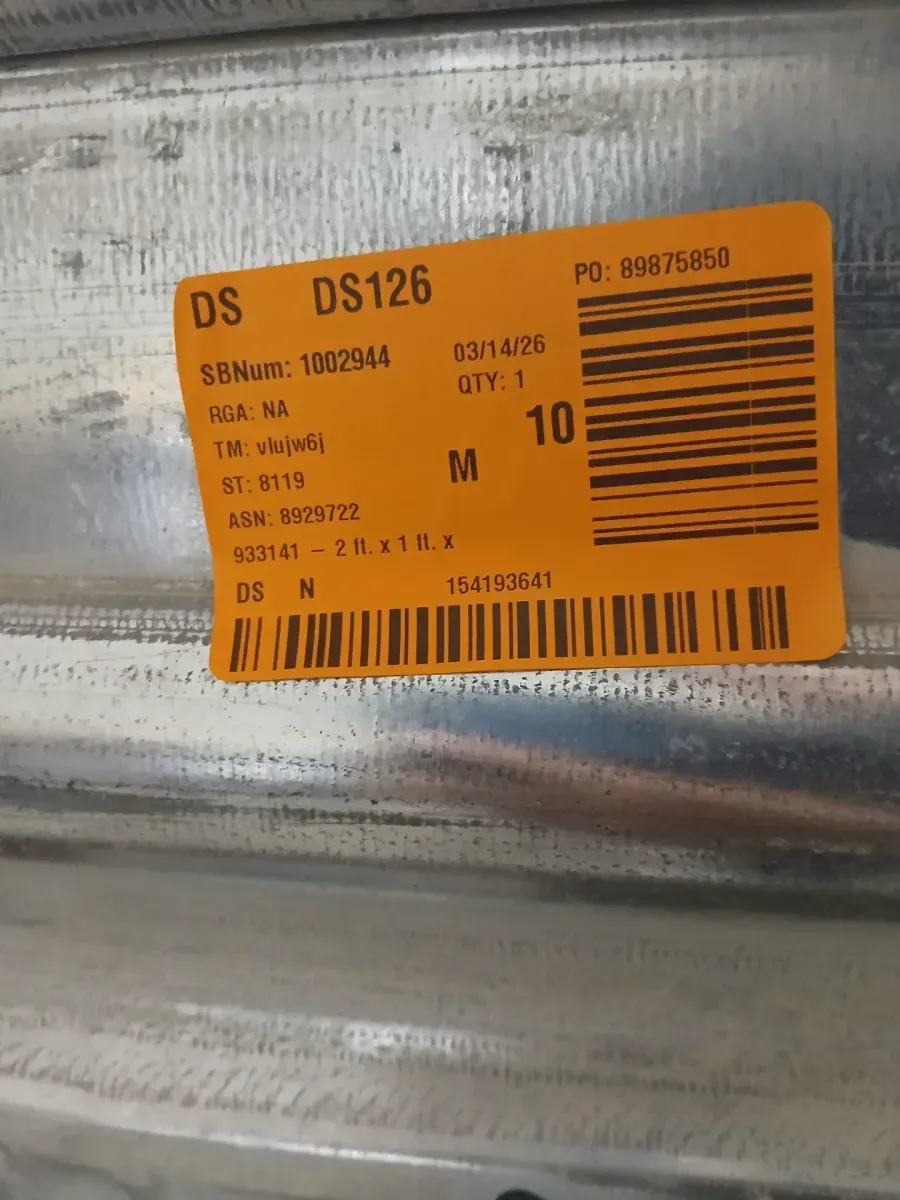 DS DS126
PO: 89875850
SBNum: 1002944
03/14/26
RGA: NA
QTY: 1
TM: vlujw6j
M 10
ST: 8119
ASN: 8929722
933141 – 2 ft. x 1 ft. x
DS N 154193641